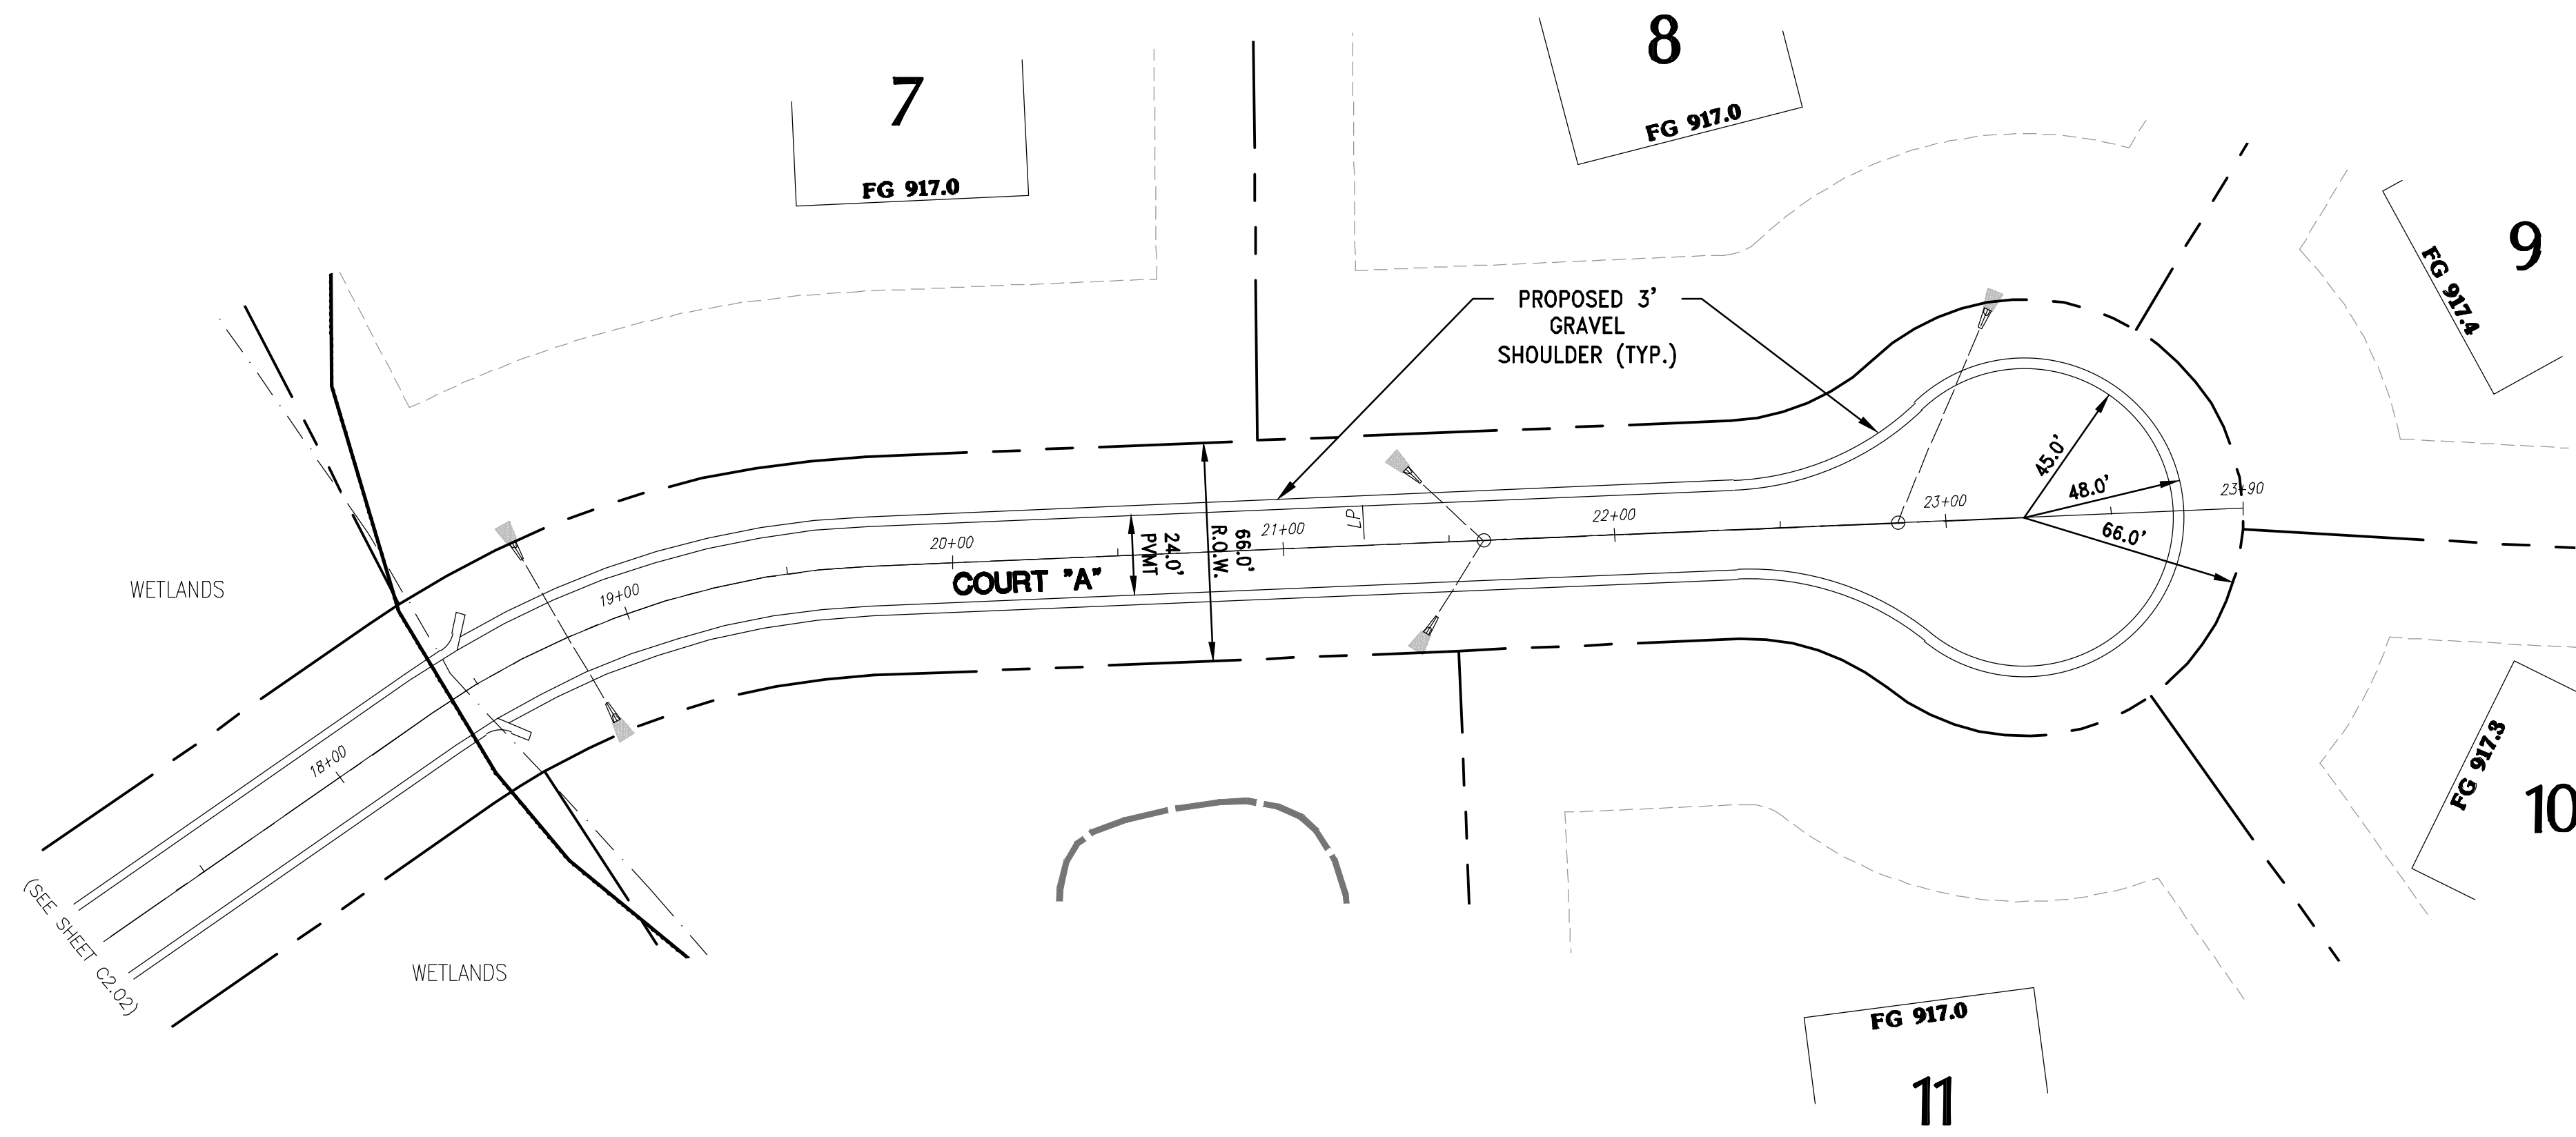 8
7
FG 917.0
FG 917.0
9
FG 917.4
PROPOSED 3'
GRAVEL
SHOULDER (TYP.)
45.0'
48.0'
23+90
66.0'
23+00
22+00
LP
21+00
66.0'
R.O.W.
24.0'
PVMT
20+00
COURT "A"
19+00
WETLANDS
18+00
(SEE SHEET C2.02)
WETLANDS
FG 917.3
10
FG 917.0
11